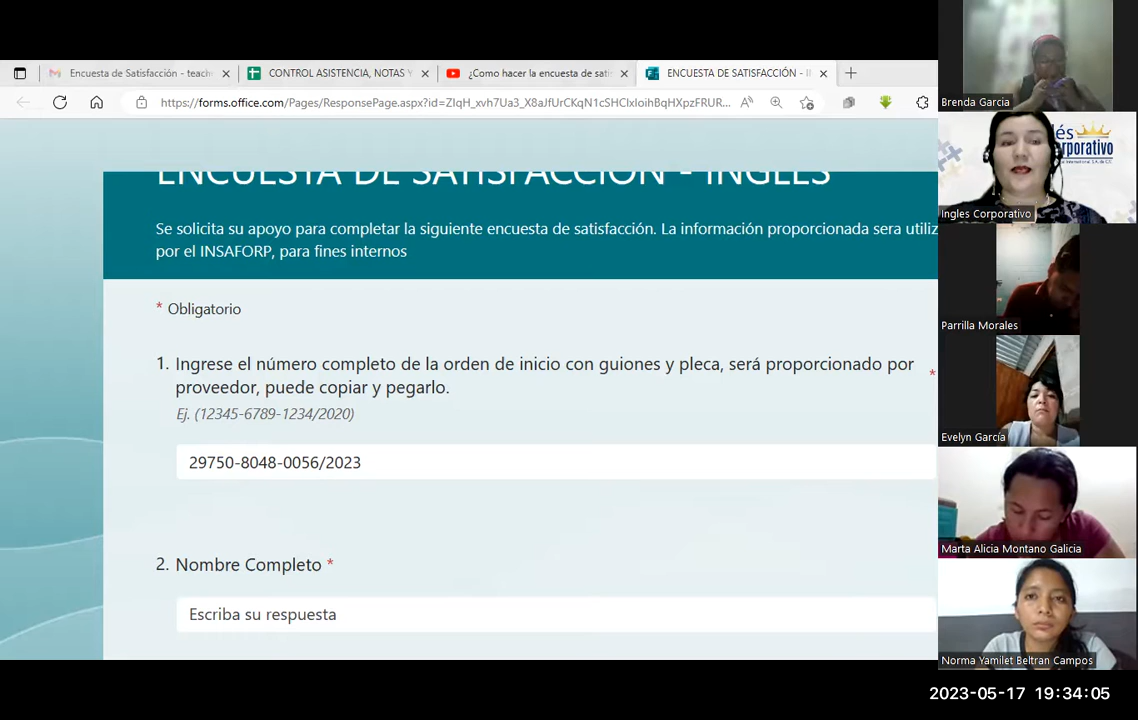 Encuesta de Satisfacción - teach
CONTROL ASISTENCIA, NOTAS Y
¿Como hacer la encuesta de sati
ENCUESTA DE SATISFACCIÓN - I
https://forms.office.com/Pages/ResponsePage.aspx?id=ZIqH_xvh7Ua3_X8aJfUrCKqN1cSHClxIoihBqHXpzFRUR...
ENCUESTA DE SATISFACCIÓN - INGLÉS
Se solicita su apoyo para completar la siguiente encuesta de satisfacción. La información proporcionada sera utiliz
por el INSAFORP, para fines internos
* Obligatorio
1. Ingrese el número completo de la orden de inicio con guiones y pleca, será proporcionado por
proveedor, puede copiar y pegarlo. *
Ej. (12345-6789-1234/2020)
29750-8048-0056/2023
2. Nombre Completo *
Escriba su respuesta
Brenda Garcia
és
rporativo
Ingles Corporativo
Parrilla Morales
Evelyn García
Marta Alicia Montano Galicia
Norma Yamilet Beltran Campos
2023-05-17 19:34:05